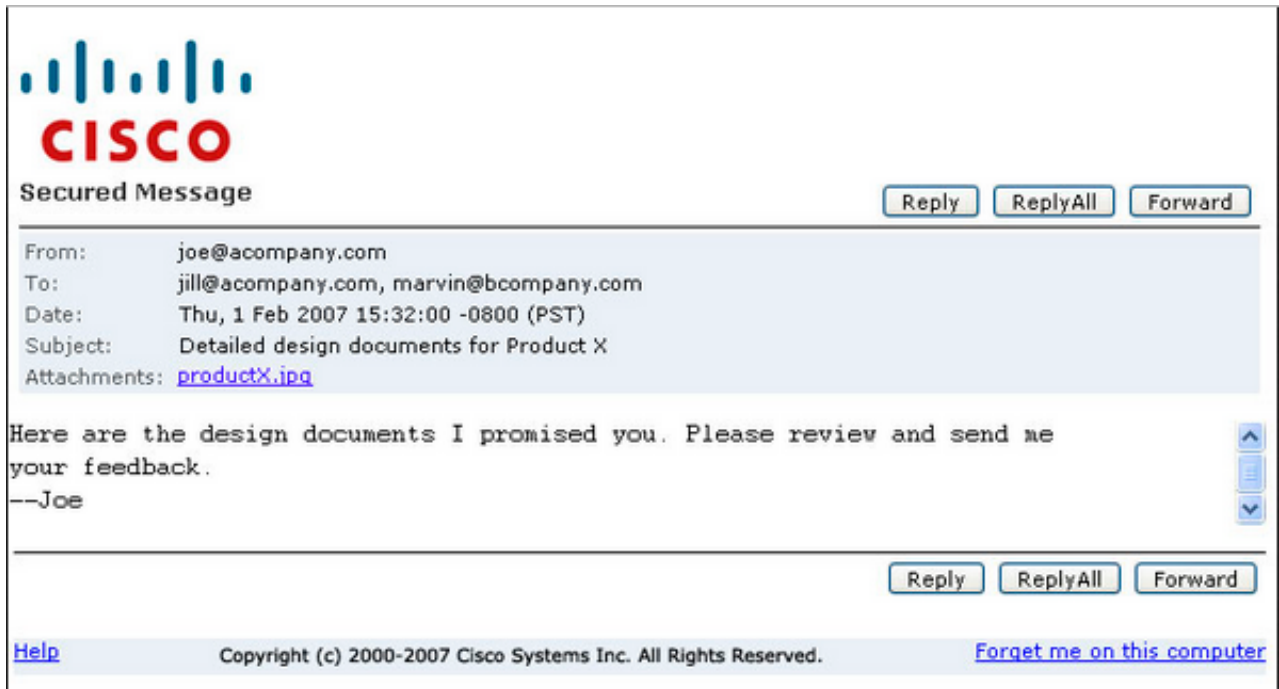 CISCO
Secured Message
Reply ReplyAll Forward
From: joe@acompany.com
To: jill@acompany.com, marvin@bcompany.com
Date: Thu, 1 Feb 2007 15:32:00 -0800 (PST)
Subject: Detailed design documents for Product X
Attachments: productX.jpg
Here are the design documents I promised you. Please review and send me
your feedback.
--Joe
Reply ReplyAll Forward
Help Copyright (c) 2000-2007 Cisco Systems Inc. All Rights Reserved. Forget me on this computer